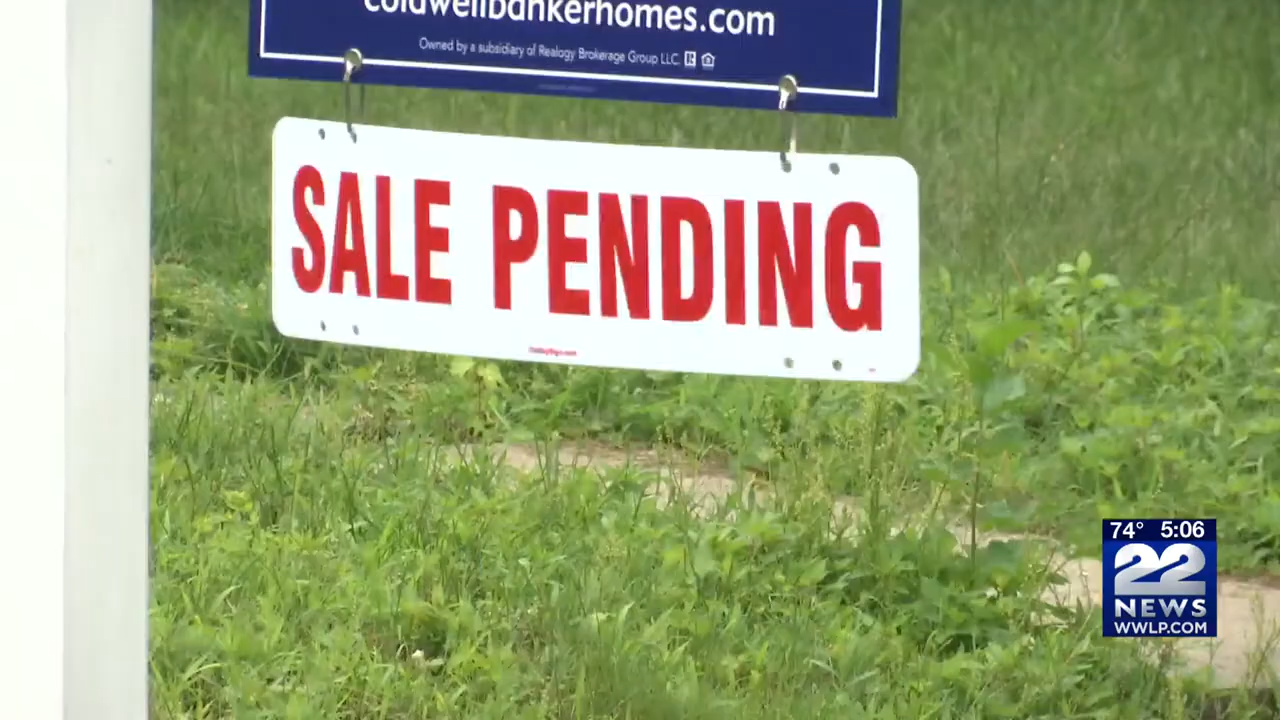 coldwellbankerhomes.com
Owned by a subsidiary of Realogy Brokerage Group LLC.
SALE PENDING
74° 5:06
22
NEWS
WWLP.COM